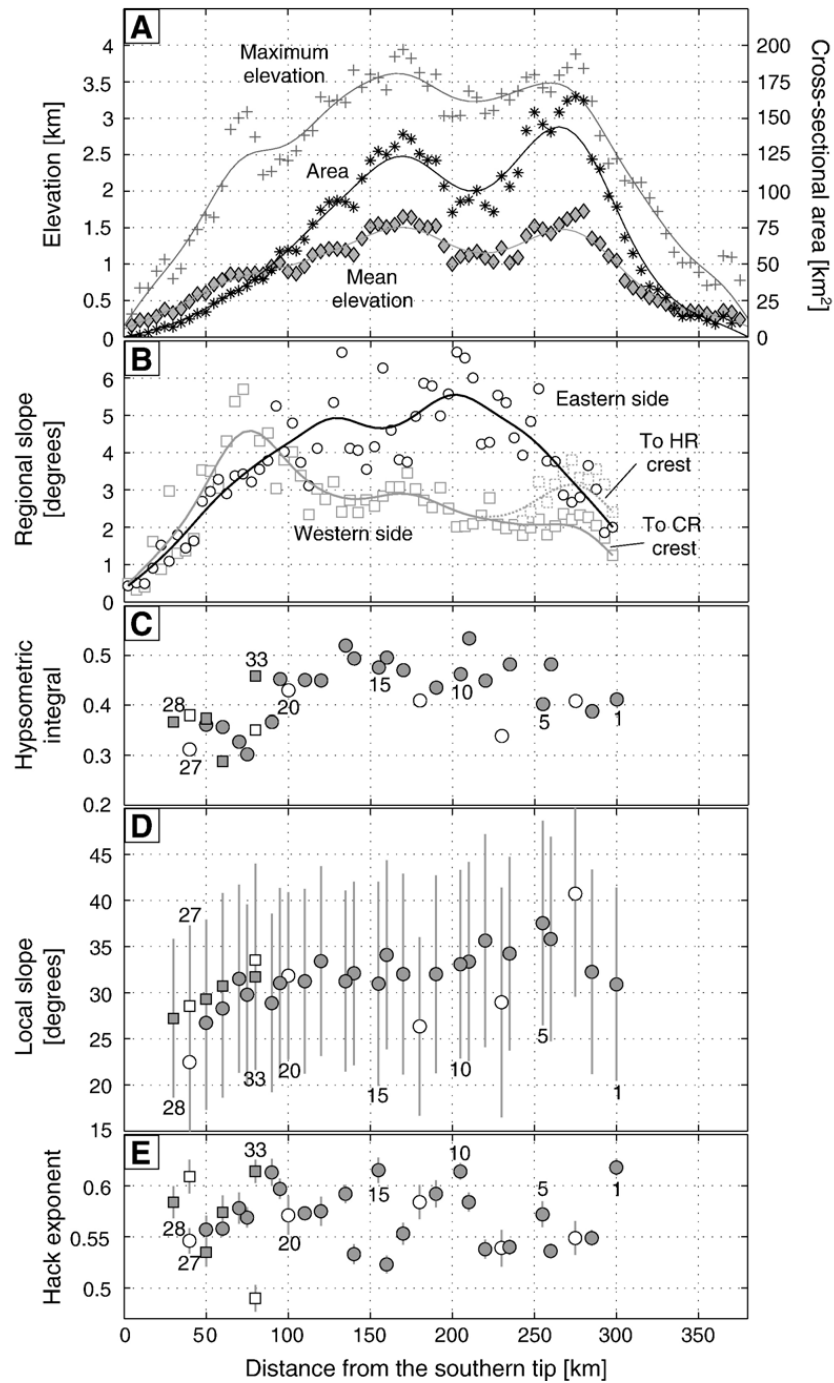 A
4
3.5
3
2.5
2
1.5
1
0.5
0
Elevation [km]
Maximum
elevation
Area
Mean
elevation
200
175
150
125
100
75
50
25
0
Cross-sectional area [km²]
B
6
5
4
3
2
1
0
Regional slope
[degrees]
Eastern side
To HR
crest
Western side
To CR
crest
C
0.5
0.4
0.3
0.2
Hypsometric
integral
33
28
27
20
15
10
5
1
D
45
40
35
30
25
20
15
Local slope
[degrees]
27
28
33
20
15
10
5
1
E
0.6
0.55
0.5
Hack exponent
33
28
27
20
15
10
5
1
0 50 100 150 200 250 300 350
Distance from the southern tip [km]